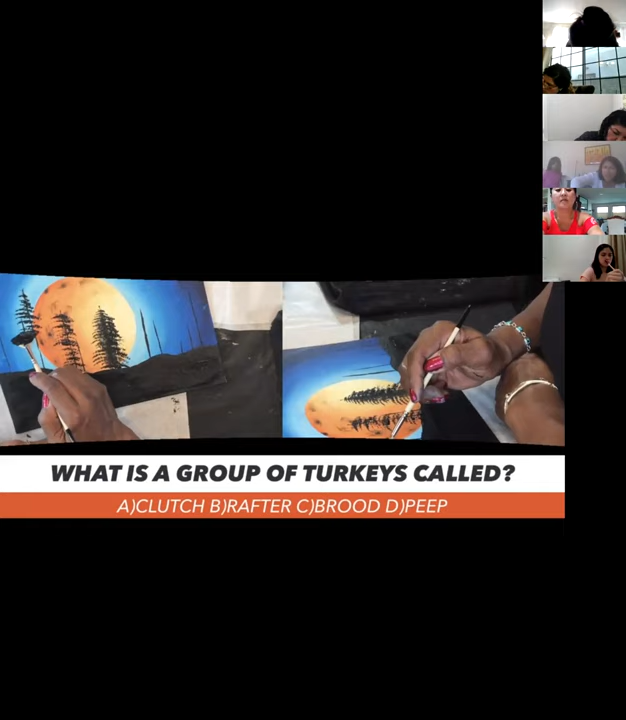 WHAT IS A GROUP OF TURKEYS CALLED?
A)CLUTCH B)RAFTER C)BROOD D)PEEP